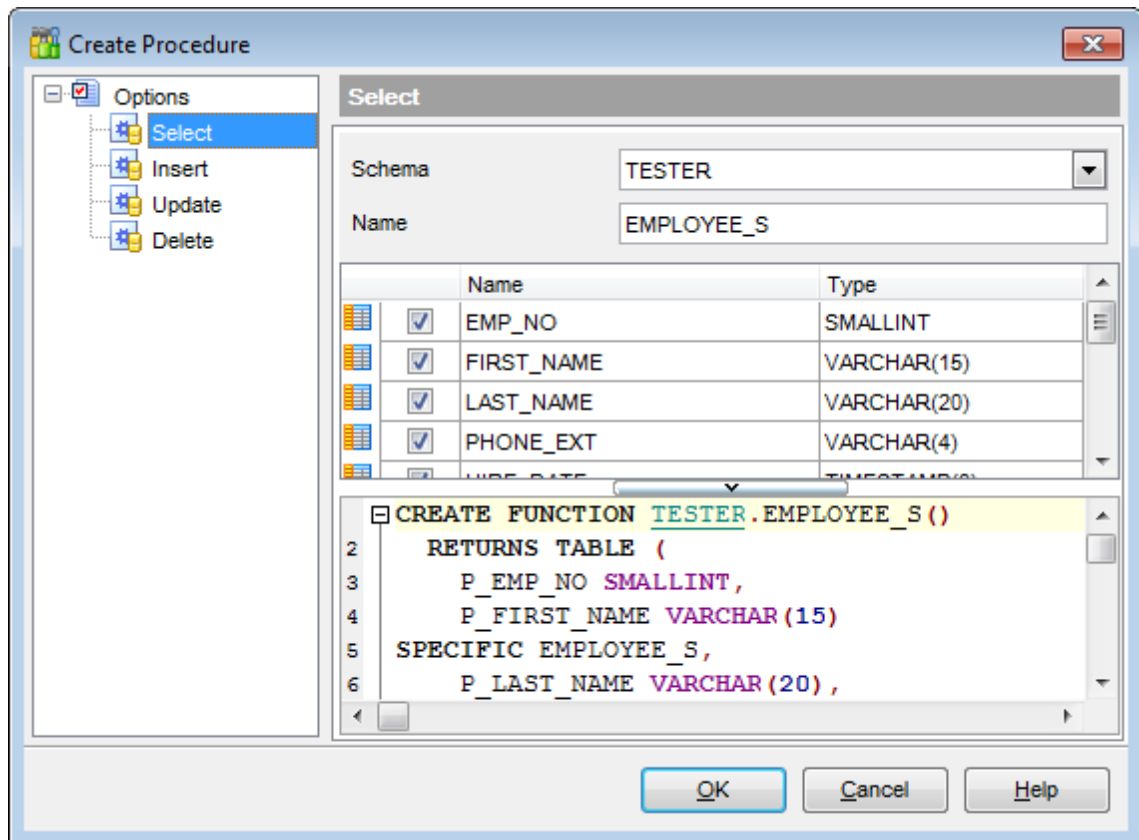 Create Procedure
Options
Select
Insert
Update
Delete
Select
Schema TESTER
Name EMPLOYEE_S
Name Type
EMP_NO SMALLINT
FIRST_NAME VARCHAR(15)
LAST_NAME VARCHAR(20)
PHONE_EXT VARCHAR(4)
CREATE FUNCTION TESTER.EMPLOYEE_S()
2 RETURNS TABLE (
3 P_EMP_NO SMALLINT,
4 P_FIRST_NAME VARCHAR(15)
5 SPECIFIC EMPLOYEE_S,
6 P_LAST_NAME VARCHAR(20),
OK Cancel Help